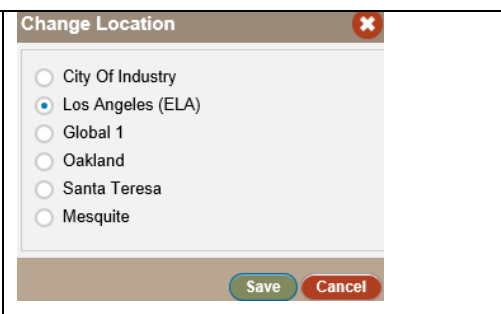 Change Location
City Of Industry
Los Angeles (ELA)
Global 1
Oakland
Santa Teresa
Mesquite
Save Cancel